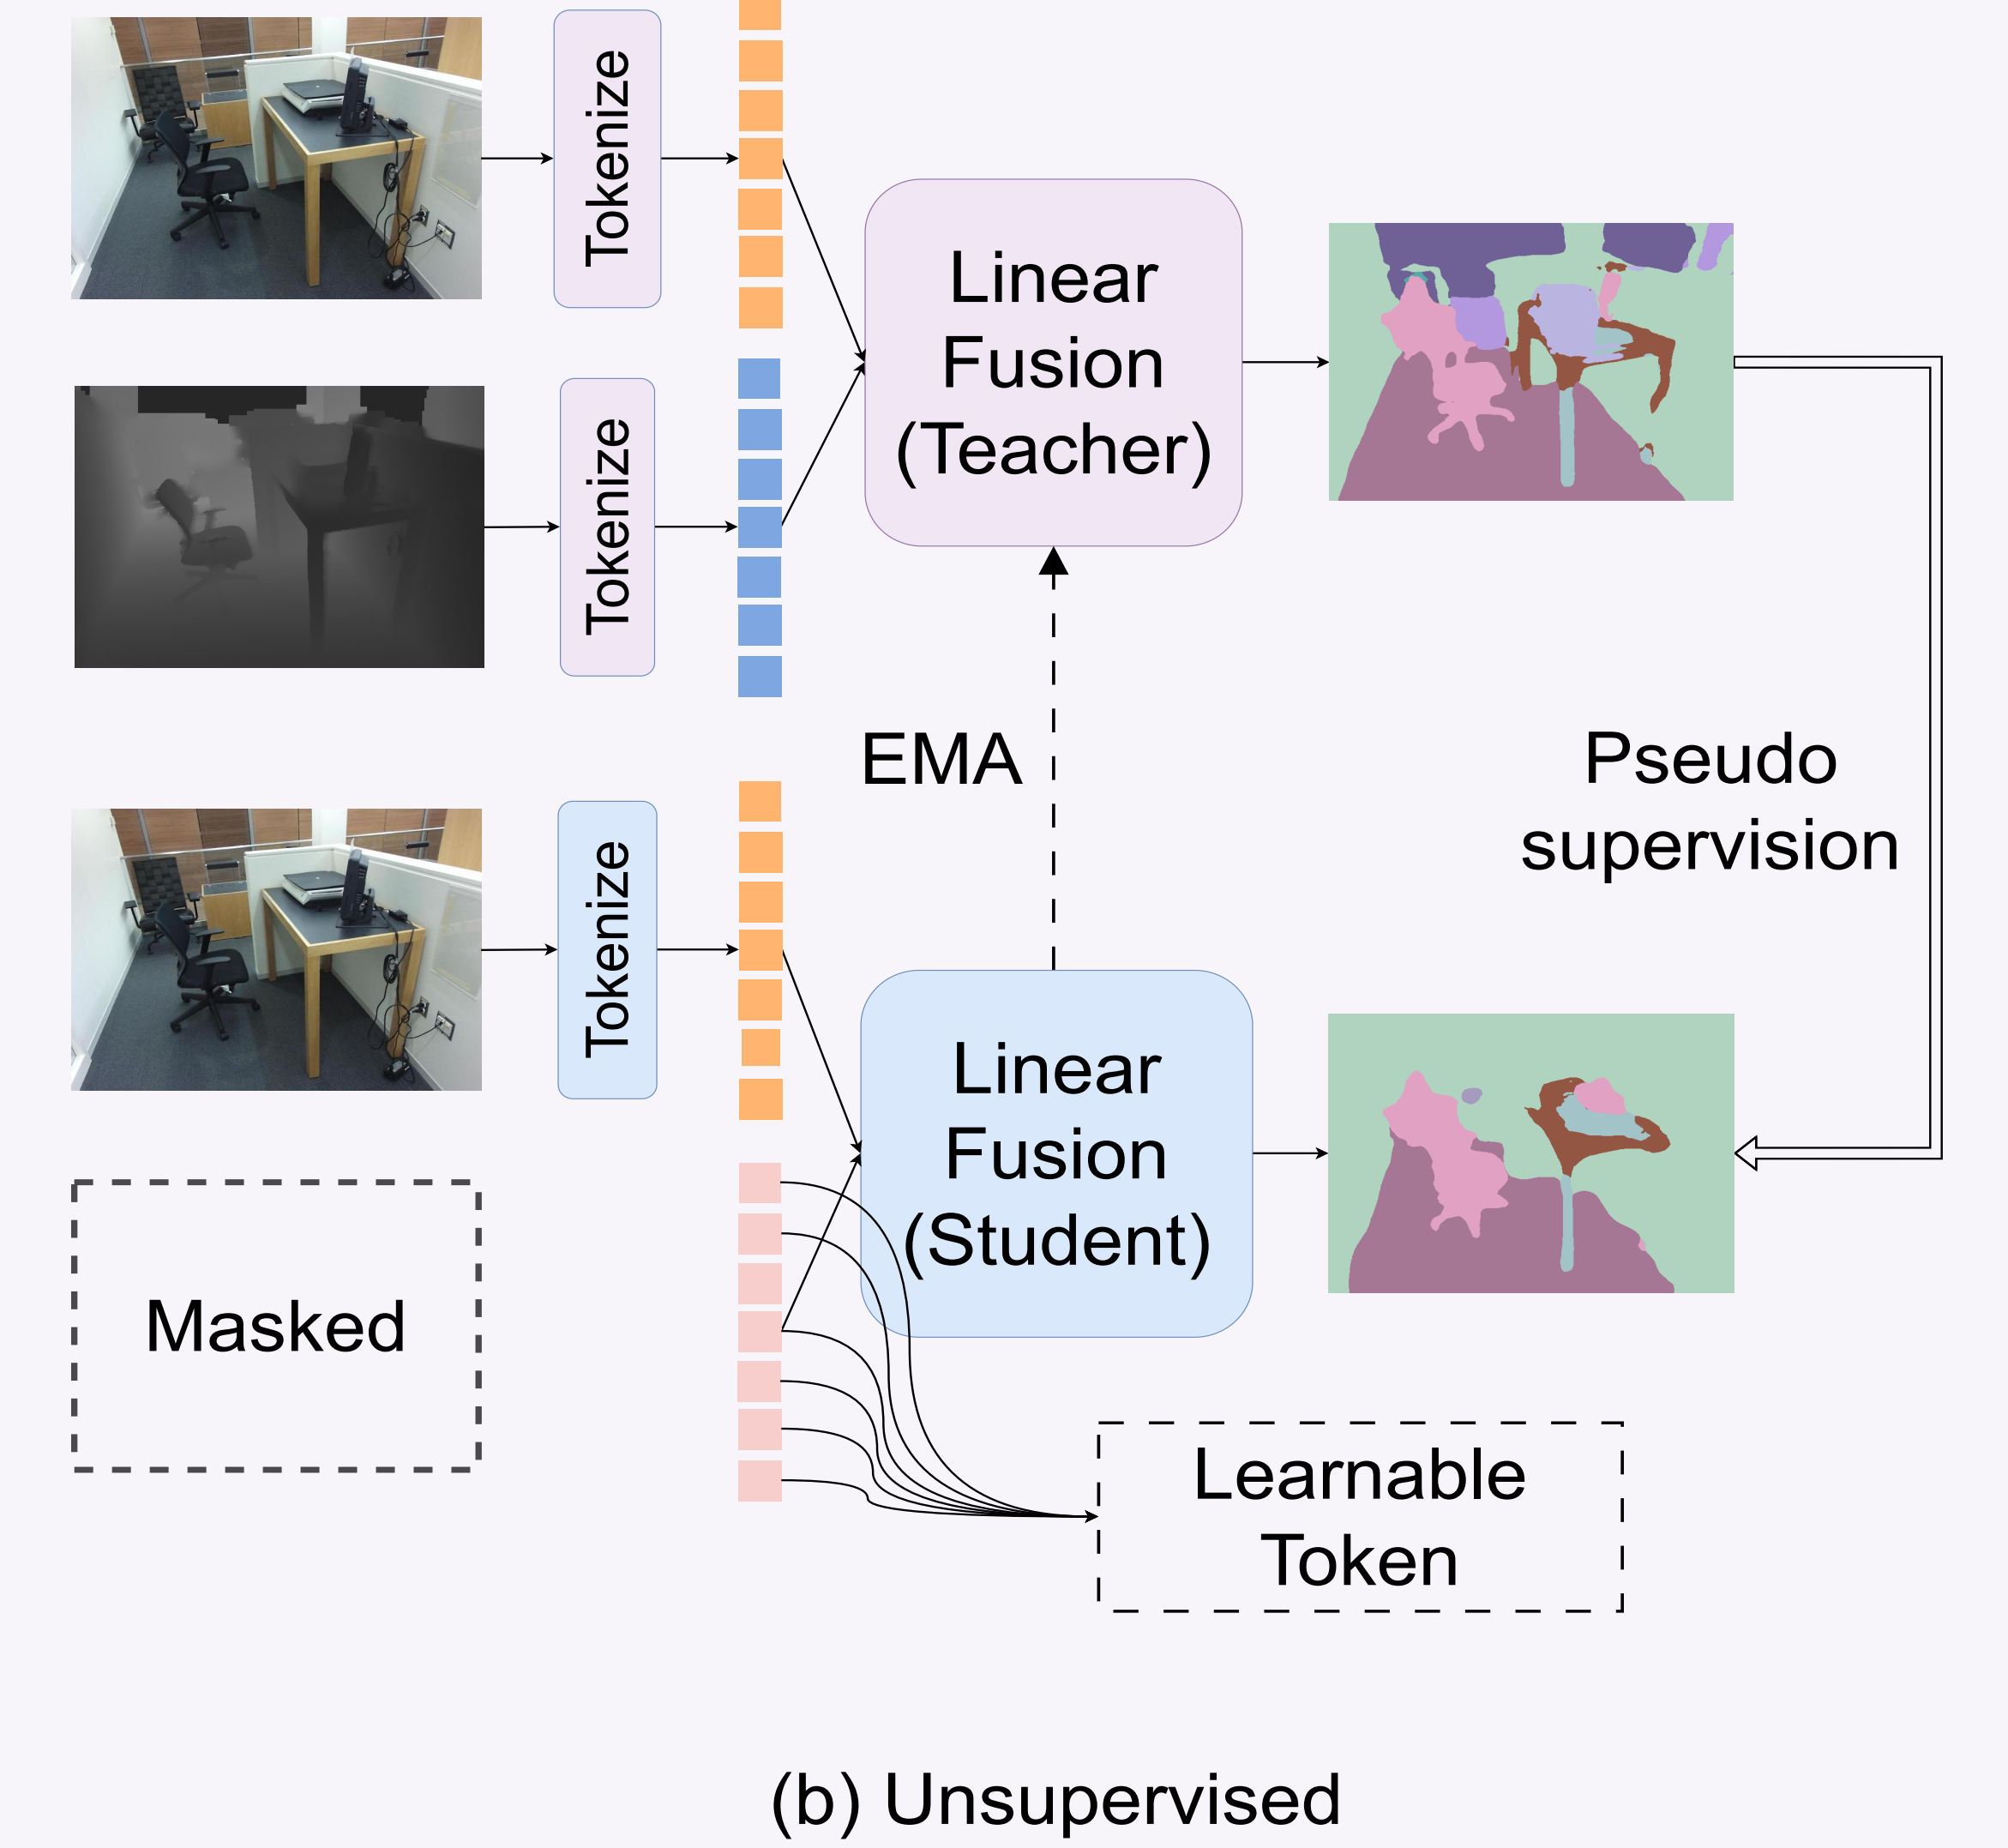 Tokenize
Linear
Fusion
(Teacher)
Tokenize
EMA
Pseudo
supervision
Tokenize
Linear
Fusion
(Student)
Masked
Learnable
Token
(b) Unsupervised